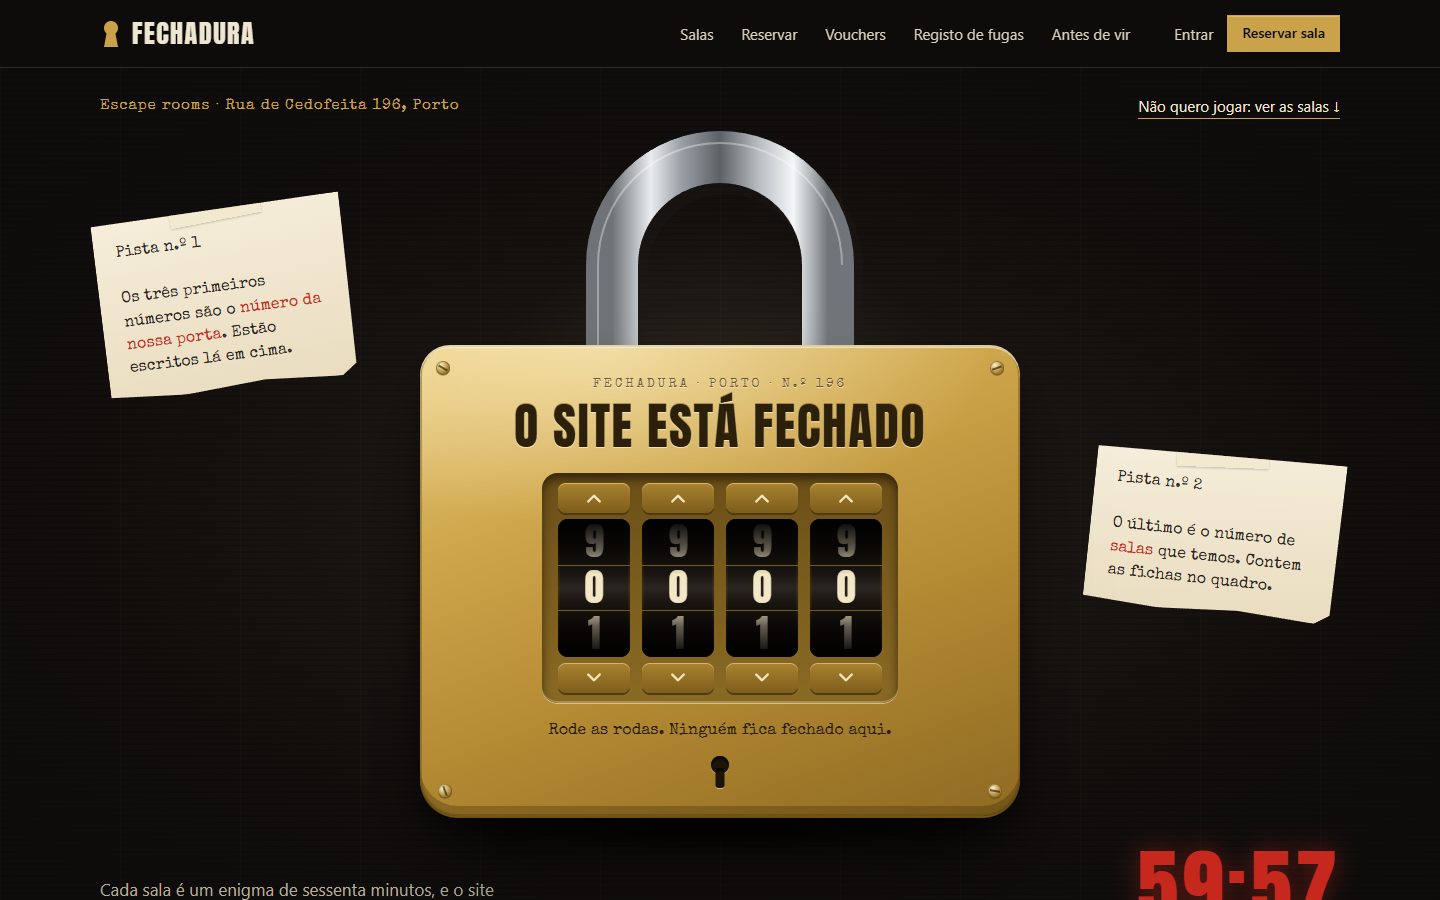 FECHADURA
Salas
Reservar
Vouchers
Registo de fugas
Antes de vir
Entrar
Reservar sala
Escape rooms · Rua de Cedofeita 196, Porto
Não quero jogar: ver as salas ↓
Pista n.º 1
Os três primeiros
números são o número da
nossa porta. Estão
escritos lá em cima.
FECHADURA · PORTO · N.º 196
O SITE ESTÁ FECHADO
9 9 9 9
0 0 0 0
1 1 1 1
Rode as rodas. Ninguém fica fechado aqui.
Pista n.º 2
O último é o número de
salas que temos. Contem
as fichas no quadro.
Cada sala é um enigma de sessenta minutos, e o site
59:57